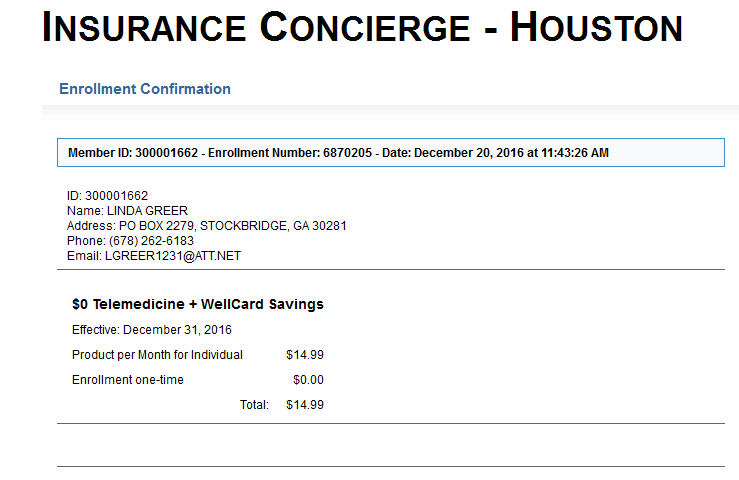 INSURANCE CONCIERGE - HOUSTON
Enrollment Confirmation
Member ID: 300001662 - Enrollment Number: 6870205 - Date: December 20, 2016 at 11:43:26 AM
ID: 300001662
Name: LINDA GREER
Address: PO BOX 2279, STOCKBRIDGE, GA 30281
Phone: (678) 262-6183
Email: LGREER1231@ATT.NET
$0 Telemedicine + WellCard Savings
Effective: December 31, 2016
Product per Month for Individual $14.99
Enrollment one-time $0.00
Total: $14.99